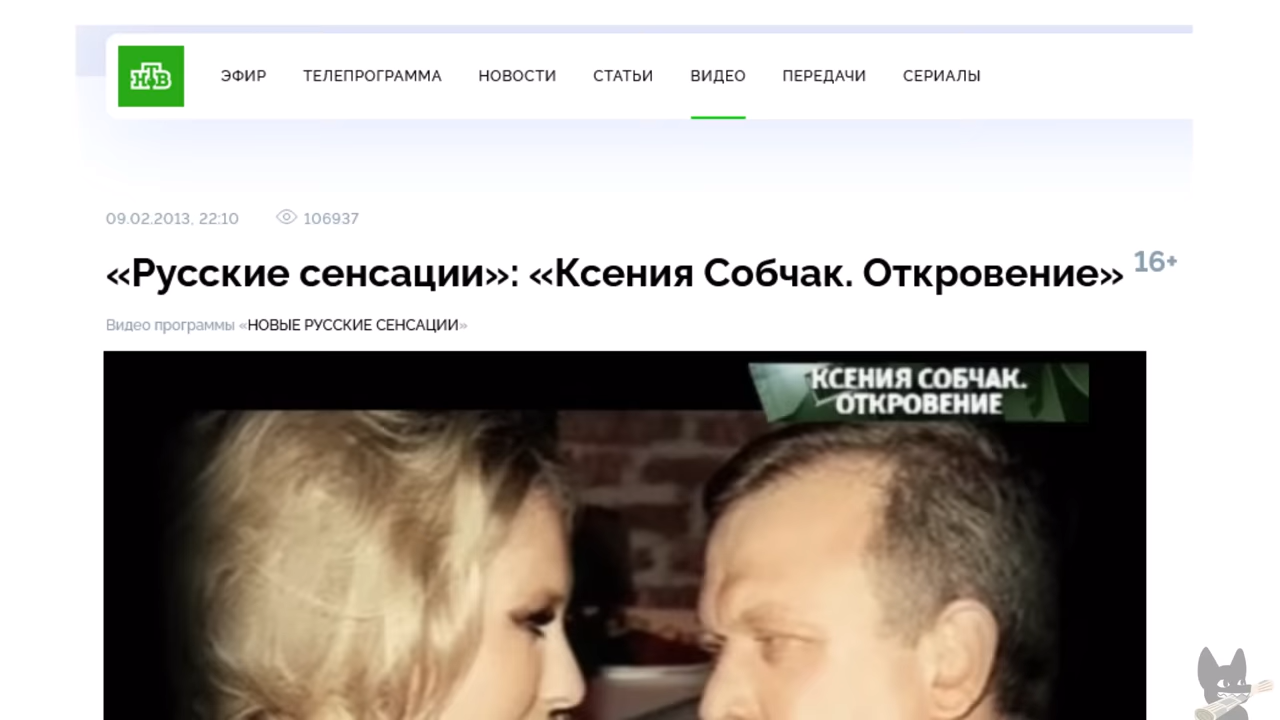 НТВ
ЭФИР ТЕЛЕПРОГРАММА НОВОСТИ СТАТЬИ ВИДЕО ПЕРЕДАЧИ СЕРИАЛЫ
09.02.2013, 22:10 106937
«Русские сенсации»: «Ксения Собчак. Откровение» 16+
Видео программы «НОВЫЕ РУССКИЕ СЕНСАЦИИ»
КСЕНИЯ СОБЧАК.
ОТКРОВЕНИЕ